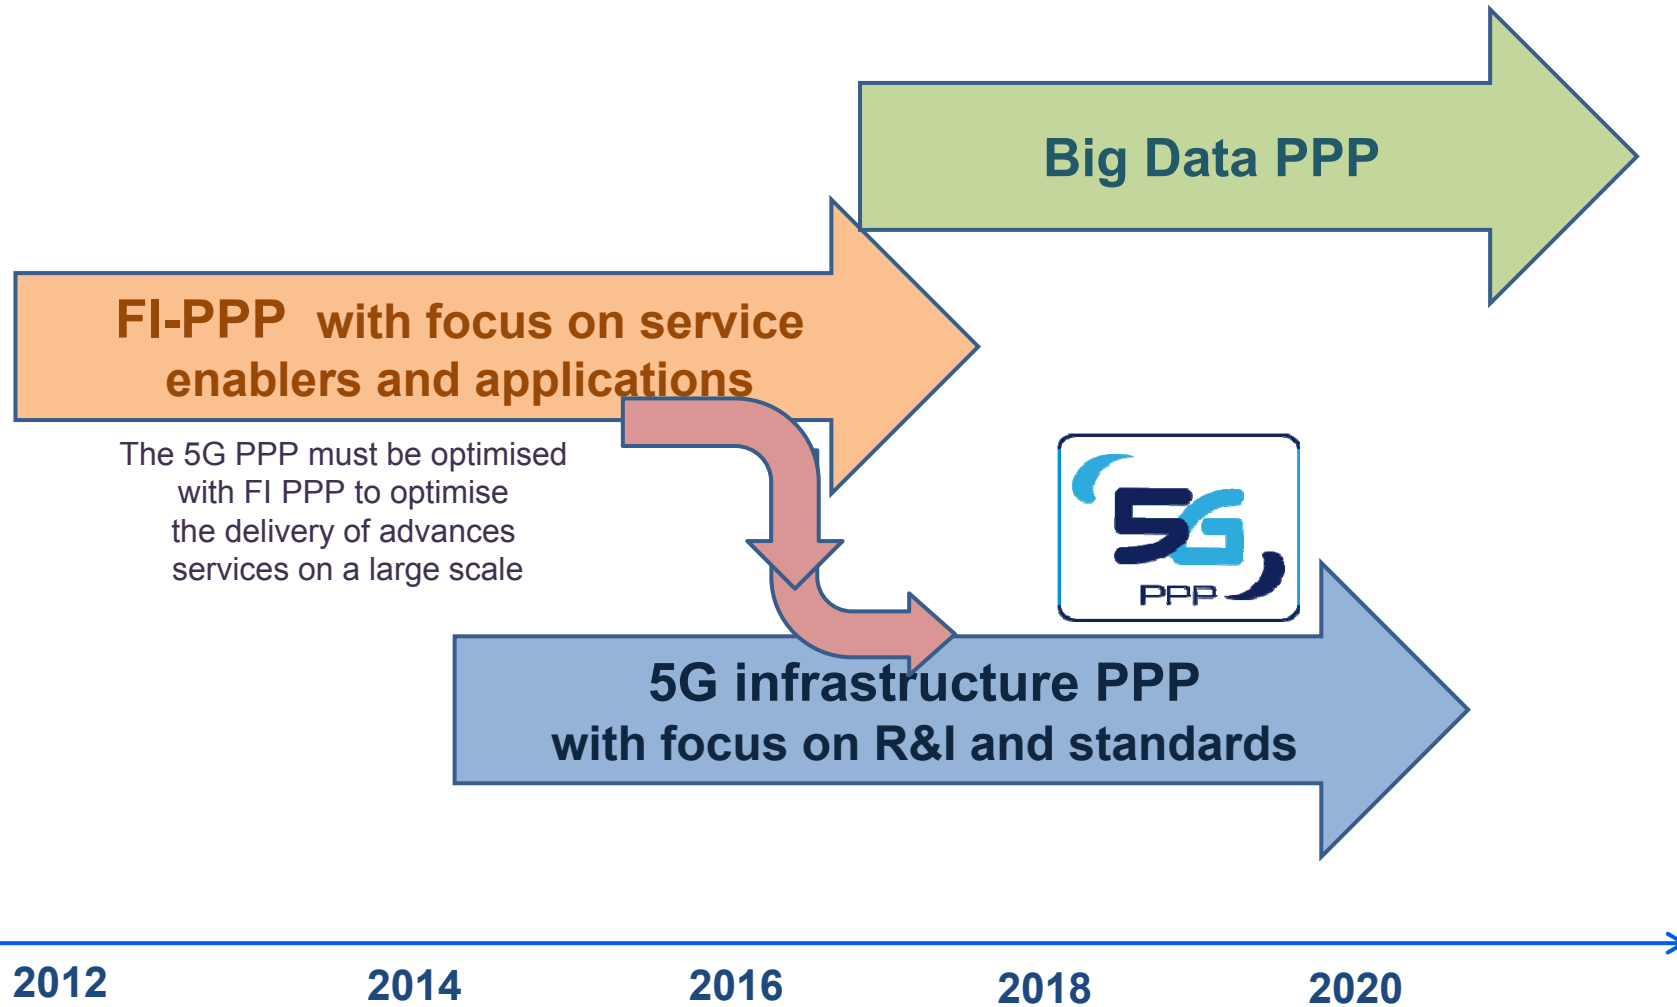 Big Data PPP
FI-PPP with focus on service
enablers and applications
The 5G PPP must be optimised
with FI PPP to optimise
the delivery of advances
services on a large scale
5G
PPP
5G infrastructure PPP
with focus on R&I and standards
2012 2014 2016 2018 2020